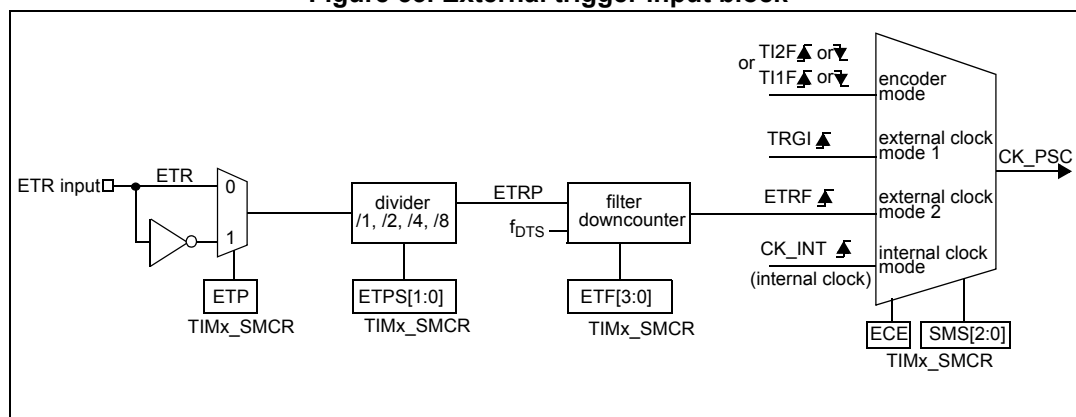 Figure 65. External trigger input block
or TI2F or
TI1F or
encoder
mode
TRGI
external clock
mode 1
CK_PSC
ETR input
ETR
0
1
divider
/1, /2, /4, /8
ETRP
filter
downcounter
fDTS
ETRF
external clock
mode 2
CK_INT
(internal clock)
internal clock
mode
ETP
TIMx_SMCR
ETPS[1:0]
TIMx_SMCR
ETF[3:0]
TIMx_SMCR
ECE
SMS[2:0]
TIMx_SMCR